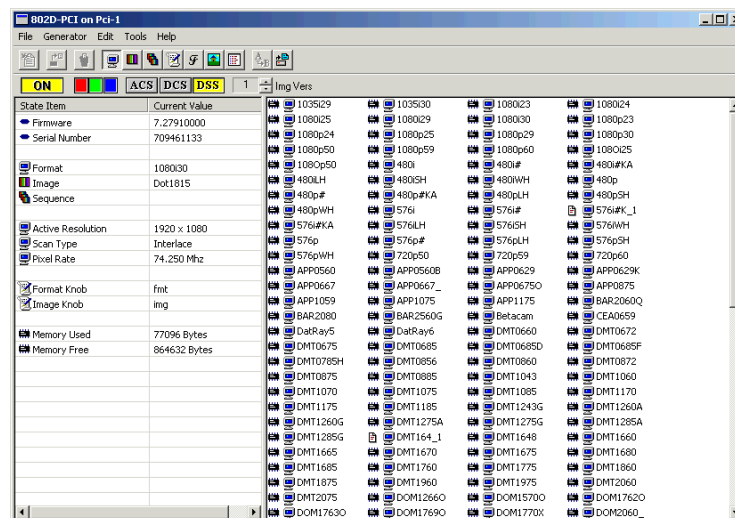 802D-PCI on Pci-1
File Generator Edit Tools Help
ON ACS DCS DSS 1 Img Vers
State Item Current Value
Firmware 7.27910000
Serial Number 709461133
Format 1080i30
Image Dot1815
Sequence
Active Resolution 1920 x 1080
Scan Type Interlace
Pixel Rate 74.250 Mhz
Format Knob fmt
Image Knob img
Memory Used 77096 Bytes
Memory Free 864632 Bytes
1035i29 1035i30 1080i23 1080i24
1080i25 1080i29 1080i30 1080p23
1080p24 1080p25 1080p29 1080p30
1080p50 1080p59 1080p60 108Oi25
108Op50 480i 480i# 480i#KA
480iLH 480iSH 480iWH 480p
480p# 480p#KA 480pLH 480pSH
480pWH 576i 576i# 576i#K_1
576i#KA 576iLH 576iSH 576iWH
576p 576p# 576pLH 576pSH
576pWH 720p50 720p59 720p60
APP0560 APP0560B APP0629 APP0629K
APP0667 APP0667_ APP0675O APP0875
APP1059 APP1075 APP1175 BAR2060Q
BAR2080 BAR2560G Betacam CEA0659
DatRay5 DatRay6 DMT0660 DMT0672
DMT0675 DMT0685 DMT0685D DMT0685F
DMT0785H DMT0856 DMT0860 DMT0872
DMT0875 DMT0885 DMT1043 DMT1060
DMT1070 DMT1075 DMT1085 DMT1170
DMT1175 DMT1185 DMT1243G DMT1260A
DMT1260G DMT1275A DMT1275G DMT1285A
DMT1285G DMT164_1 DMT1648 DMT1660
DMT1665 DMT1670 DMT1675 DMT1680
DMT1685 DMT1760 DMT1775 DMT1860
DMT1875 DMT1960 DMT1975 DMT2060
DMT2075 DOM1266O DOM1570O DOM1762O
DOM1763O DOM1769O DOM1770X DOM2060_